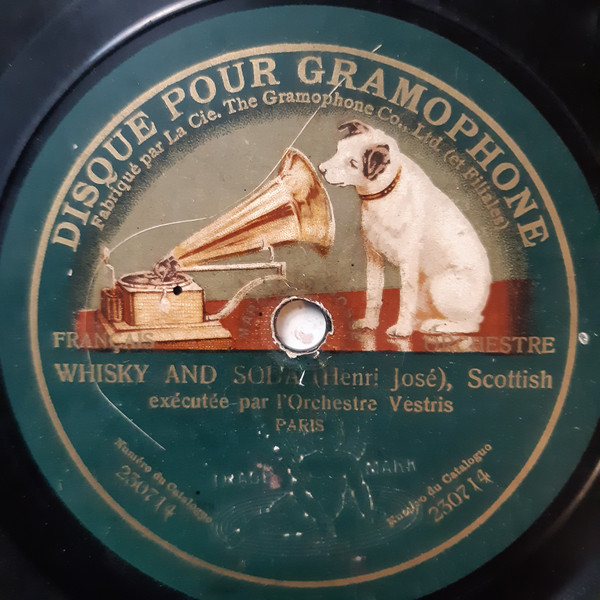 DISQUE POUR GRAMOPHONE
Fabriqué par La Cie. The Gramophone Co., Ltd. (et Filiales)
FRANÇAIS
ORCHESTRE
WHISKY AND SODA (Henri José), Scottish
exécutée par l'Orchestre Vestris
PARIS
TRADE MARK
Numéro du Catalogue
230714
Numéro du Catalogue
230714